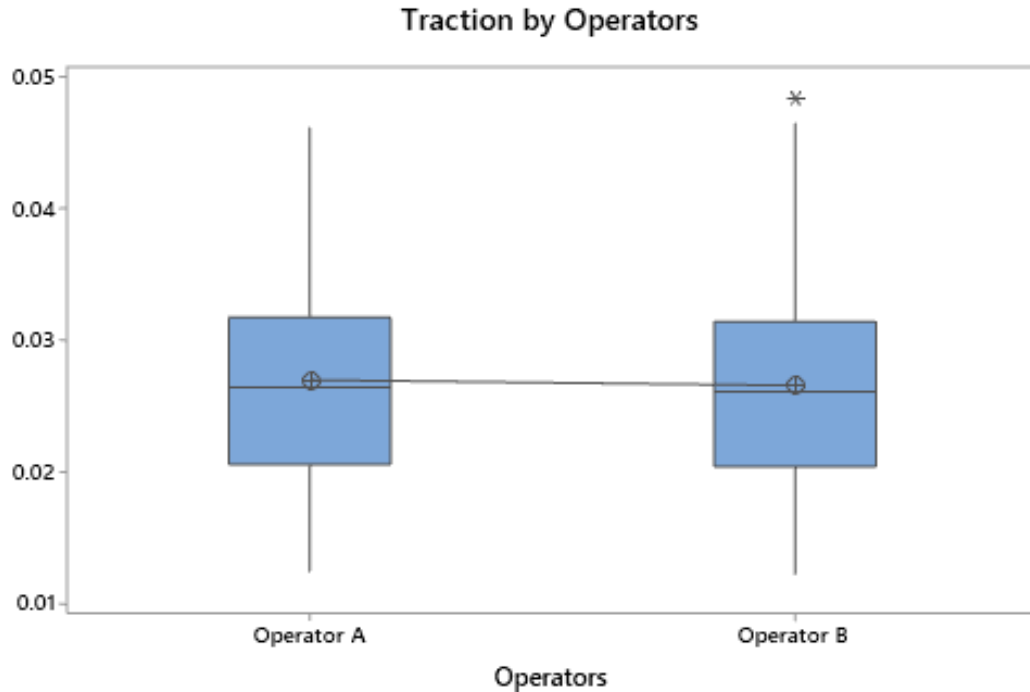 Traction by Operators
0.05
0.04
0.03
0.02
0.01
Operator A
Operator B
Operators